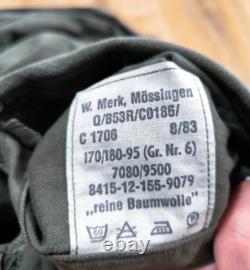 W. Merk, Mössingen
Q/B53R/C0186/
C 1706 8/83
170/180-95 (Gr. Nr. 6)
7080/9500
8415-12-155-9079
„reine Baumwolle"